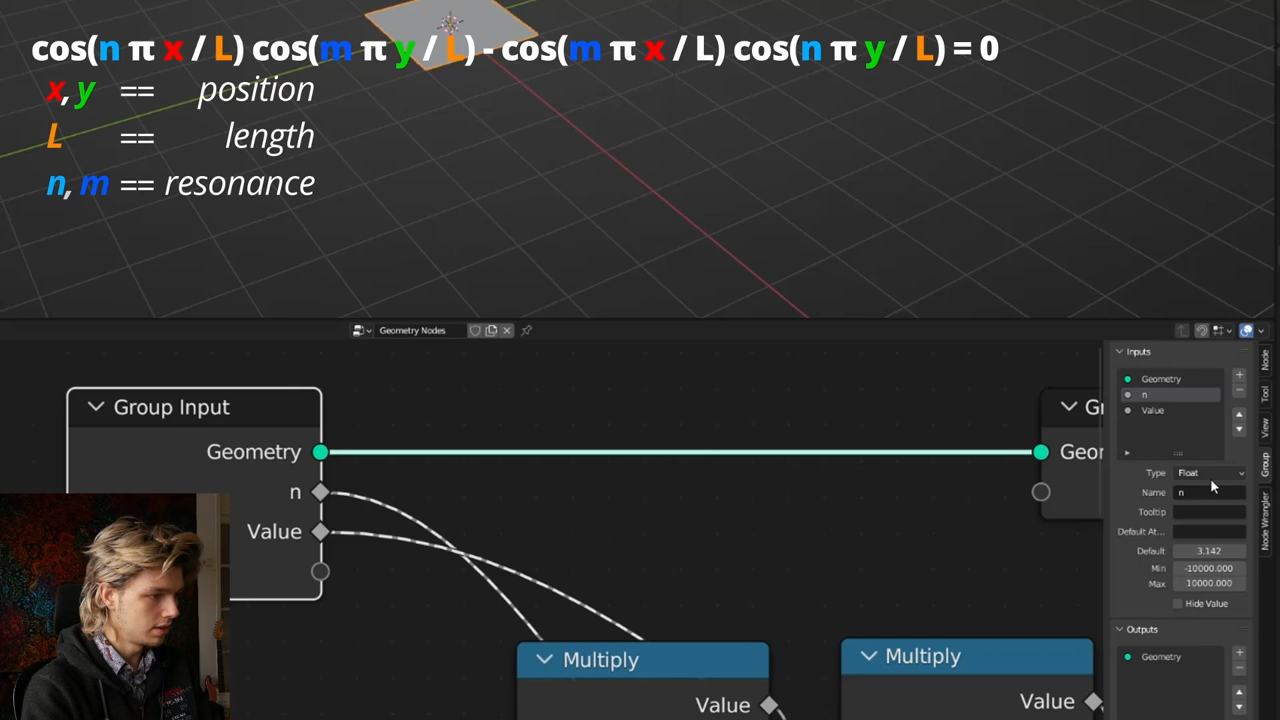 cos(n π x / L) cos(m π y / L) - cos(m π x / L) cos(n π y / L) = 0
x, y == position
L == length
n, m == resonance
Geometry Nodes
Group Input
Geometry
n
Value
Geor
Multiply
Value
Multiply
Value
Inputs
Geometry
n
Value
Type Float
Name n
Tooltip
Default At...
Default 3.142
Min -10000.000
Max 10000.000
Hide Value
Outputs
Geometry
Node
Tool
View
Group
Node Wrangler